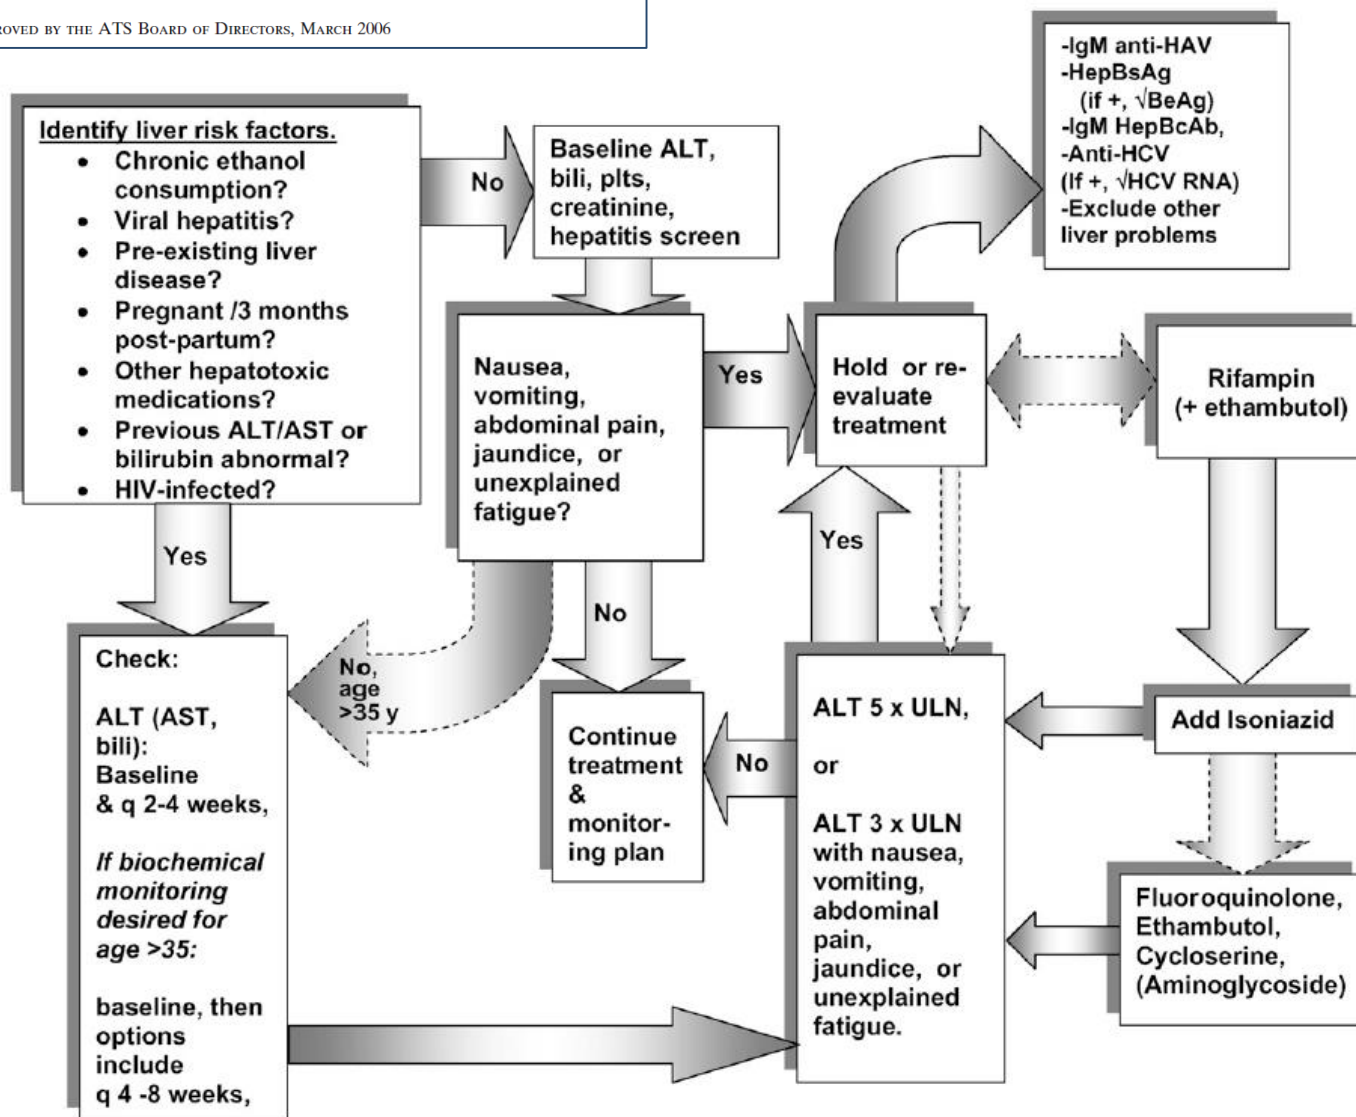 ROVED BY THE ATS BOARD OF DIRECTORS, MARCH 2006
Identify liver risk factors.
• Chronic ethanol
consumption?
• Viral hepatitis?
• Pre-existing liver
disease?
• Pregnant /3 months
post-partum?
• Other hepatotoxic
medications?
• Previous ALT/AST or
bilirubin abnormal?
• HIV-infected?
No
Baseline ALT,
bili, plts,
creatinine,
hepatitis screen
-IgM anti-HAV
-HepBsAg
(if +, √BeAg)
-IgM HepBcAb,
-Anti-HCV
(If +, √HCV RNA)
-Exclude other
liver problems
Nausea,
vomiting,
abdominal pain,
jaundice, or
unexplained
fatigue?
Yes
Hold or re-
evaluate
treatment
Rifampin
(+ ethambutol)
Yes
No
Yes
No,
age
>35 y
Check:
ALT (AST,
bili):
Baseline
& q 2-4 weeks,
If biochemical
monitoring
desired for
age >35:
baseline, then
options
include
q 4 -8 weeks,
Continue
treatment
&
monitor-
ing plan
No
ALT 5 x ULN,
or
ALT 3 x ULN
with nausea,
vomiting,
abdominal
pain,
jaundice, or
unexplained
fatigue.
Add Isoniazid
Fluoroquinolone,
Ethambutol,
Cycloserine,
(Aminoglycoside)